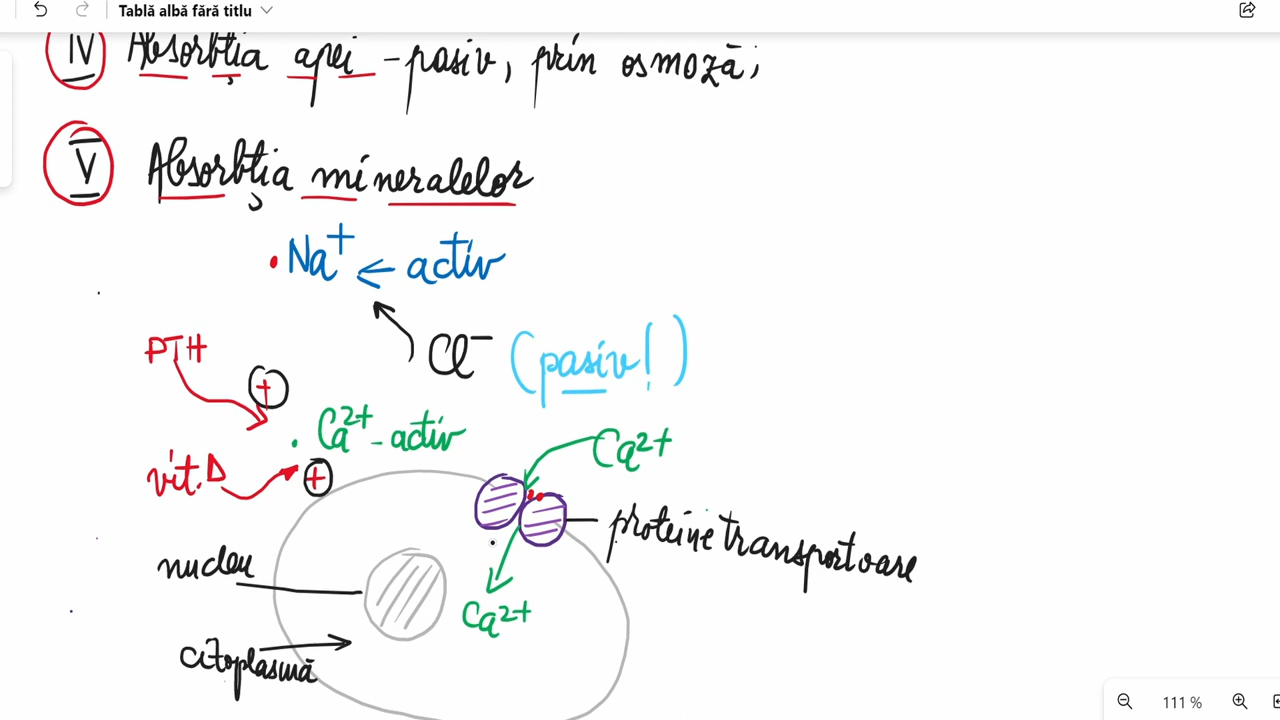 Tablă albă fără titlu
IV Absorbția apei - pasiv, prin osmoză;
V Absorbția mineralelor
• Na+ ← activ
Cl− (pasiv!)
PTH
+
• Ca2+ - activ
Ca2+
vit. D
+
proteine transportoare
nucleu
Ca2+
citoplasmă
111 %